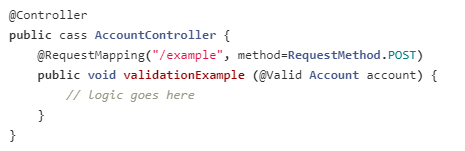 @Controller
public cass AccountController {
    @RequestMapping("/example", method=RequestMethod.POST)
    public void validationExample (@Valid Account account) {
        // logic goes here
    }
}